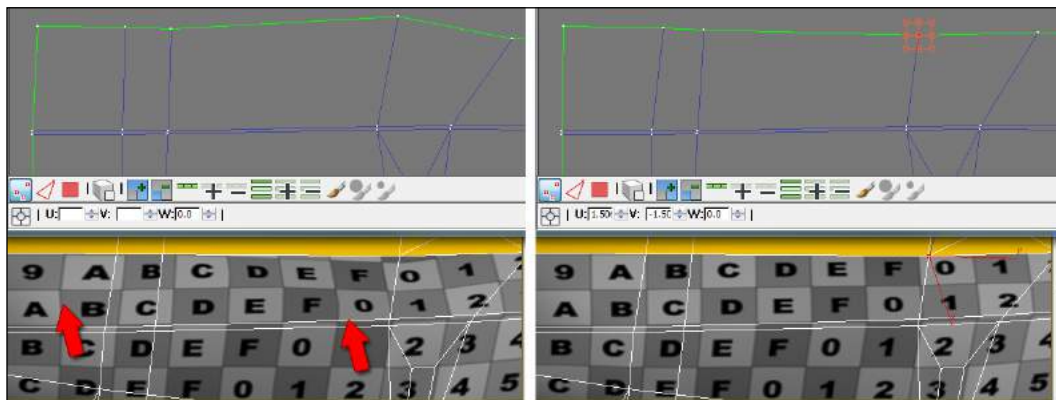 U: V: W: 0.0
9 A B C D E F 0 1
A B C D E F 0 1 2
B C D E F 0 1 2 3 4
C D E F 0 1 2 3 4 5
U: 1.50 V: -1.50 W: 0.0
9 A B C D E F 0 1
A B C D E F 0 1 2
B C D E F 0 1 2 3 4
C D E F 0 1 2 3 4 5